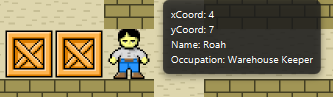 xCoord: 4
yCoord: 7
Name: Roah
Occupation: Warehouse Keeper